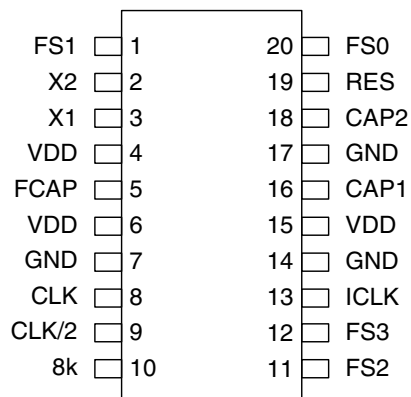 FS1 1 20 FS0
X2 2 19 RES
X1 3 18 CAP2
VDD 4 17 GND
FCAP 5 16 CAP1
VDD 6 15 VDD
GND 7 14 GND
CLK 8 13 ICLK
CLK/2 9 12 FS3
8k 10 11 FS2